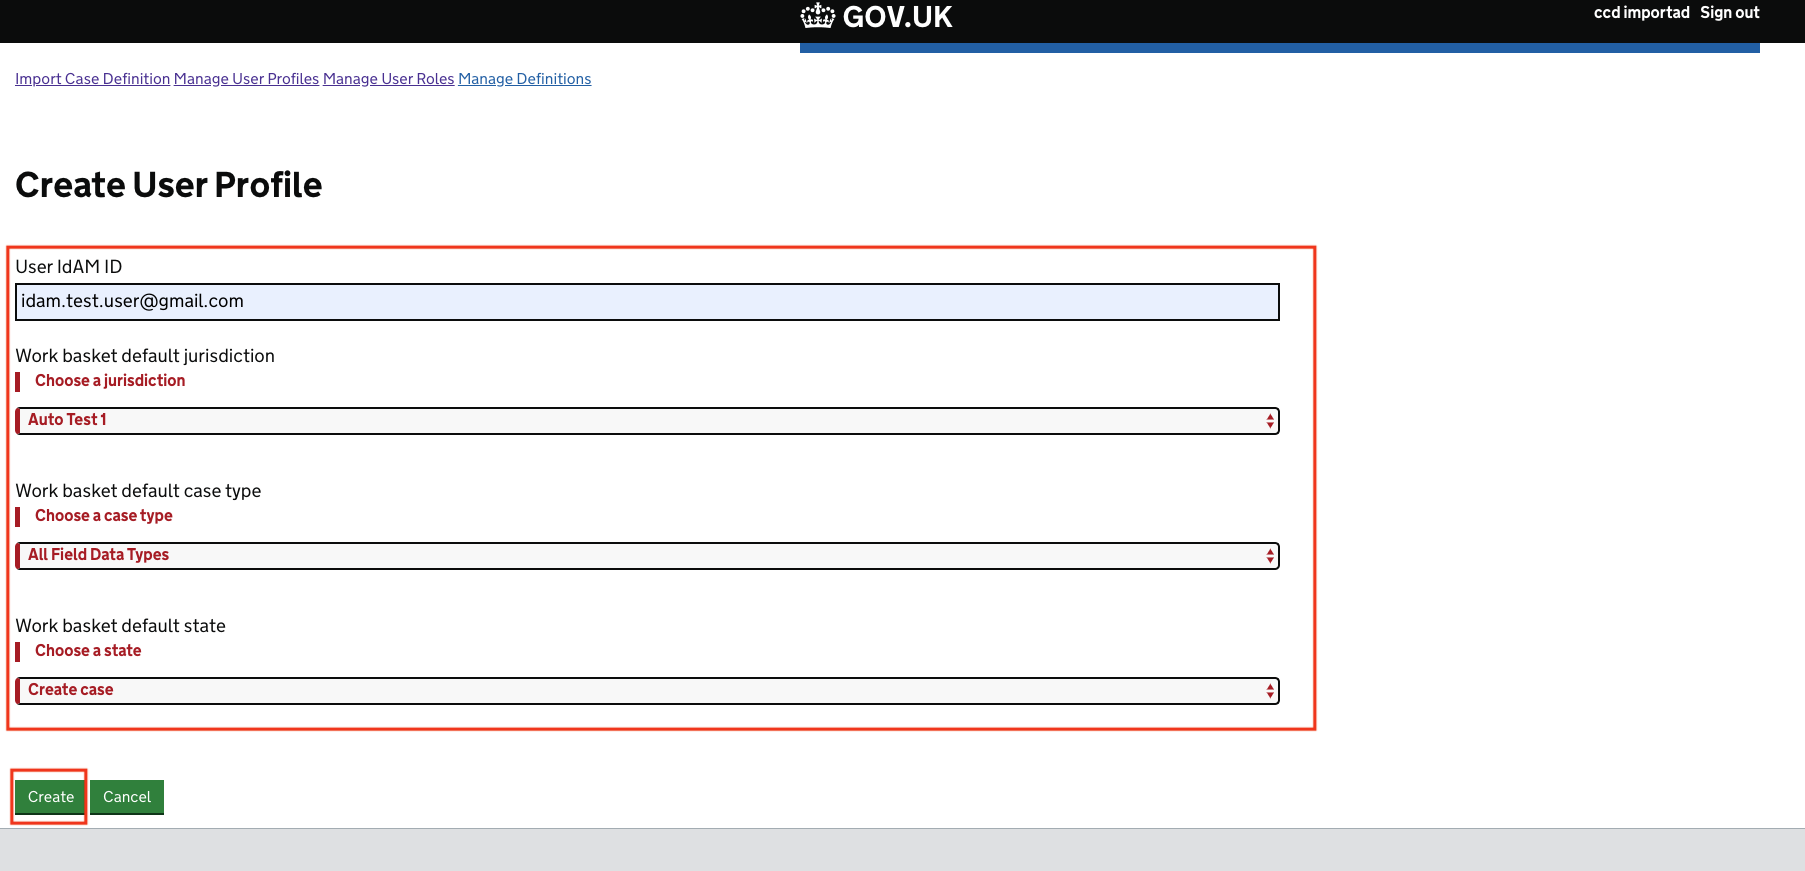 GOV.UK
ccd importad Sign out
Import Case Definition Manage User Profiles Manage User Roles Manage Definitions
Create User Profile
User IdAM ID
idam.test.user@gmail.com
Work basket default jurisdiction
Choose a jurisdiction
Auto Test 1
Work basket default case type
Choose a case type
All Field Data Types
Work basket default state
Choose a state
Create case
Create Cancel